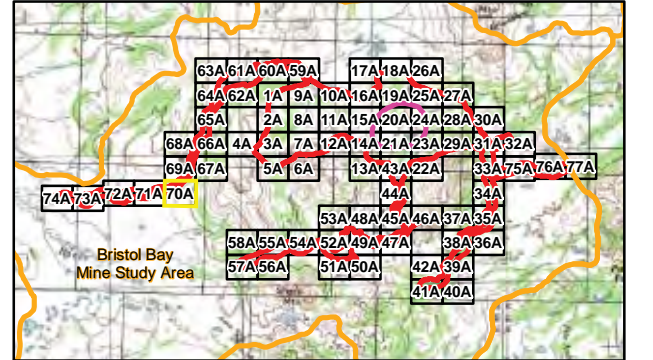 63A 61A 60A 59A 17A 18A 26A
64A 62A 1A 9A 10A 16A 19A 25A 27A
65A 2A 8A 11A 15A 20A 24A 28A 30A
68A 66A 4A 3A 7A 12A 14A 21A 23A 29A 31A 32A
69A 67A 5A 6A 13A 43A 22A 33A 75A 76A 77A
74A 73A 72A 71A 70A 44A 34A
53A 48A 45A 46A 37A 35A
58A 55A 54A 52A 49A 47A 38A 36A
Bristol Bay
Mine Study Area
57A 56A 51A 50A 42A 39A
41A 40A